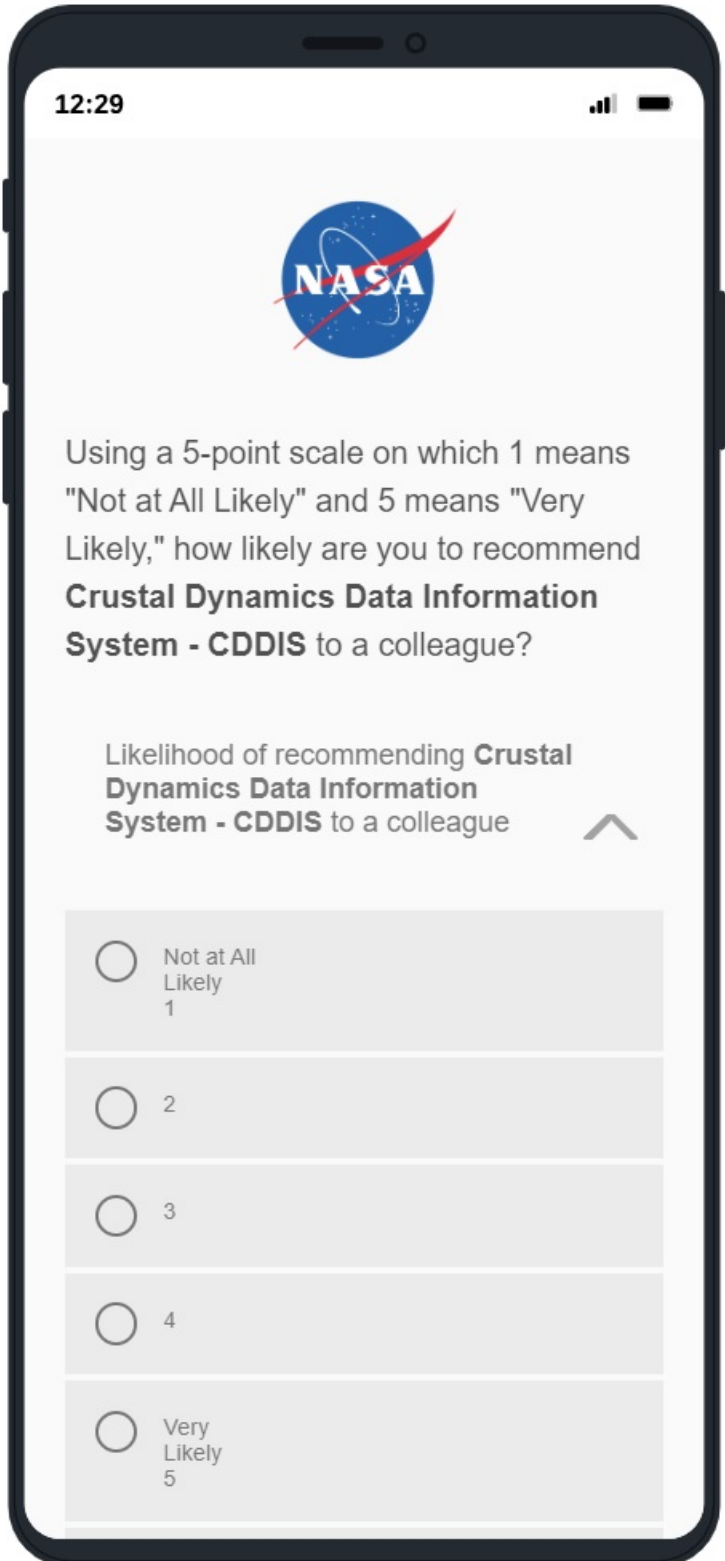 12:29
NASA
Using a 5-point scale on which 1 means
"Not at All Likely" and 5 means "Very
Likely," how likely are you to recommend
Crustal Dynamics Data Information
System - CDDIS to a colleague?
Likelihood of recommending Crustal
Dynamics Data Information
System - CDDIS to a colleague
Not at All
Likely
1
2
3
4
Very
Likely
5